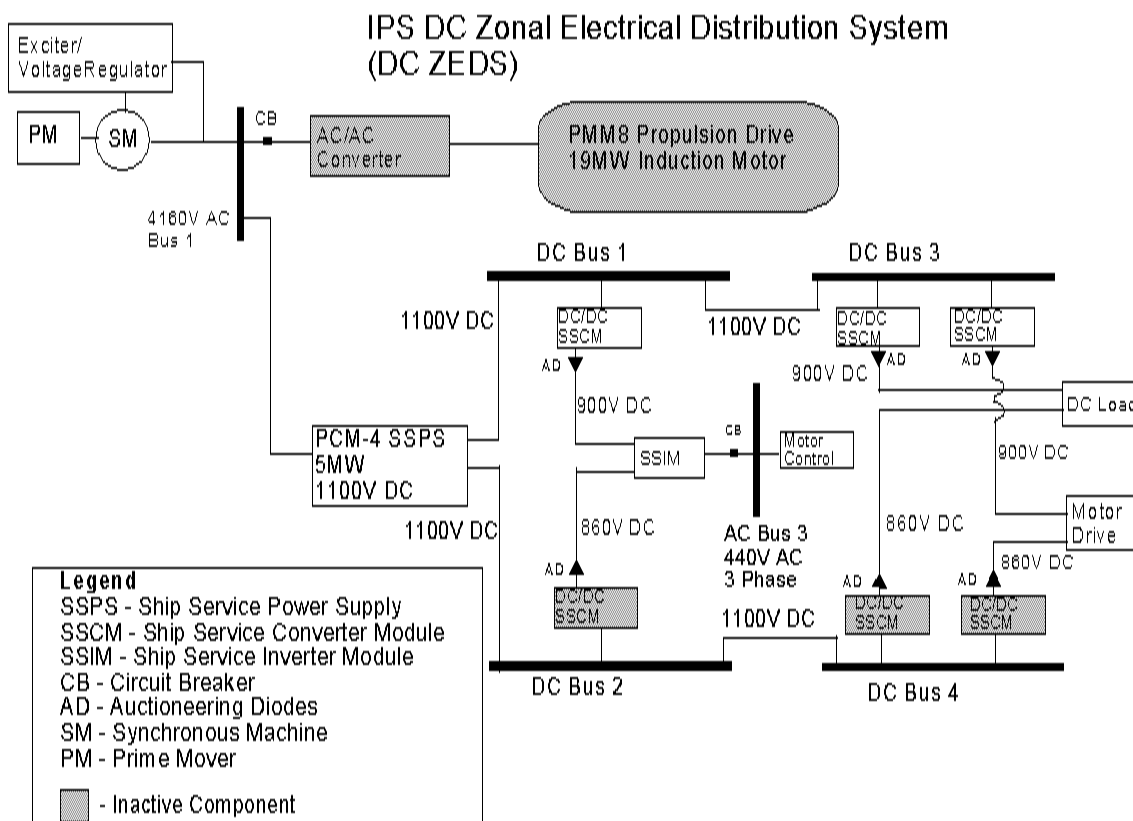 IPS DC Zonal Electrical Distribution System
(DC ZEDS)
Exciter/
VoltageRegulator
PM
SM
CB
AC/AC
Converter
PMM8 Propulsion Drive
19MW Induction Motor
4160V AC
Bus 1
DC Bus 1
DC Bus 3
1100V DC
1100V DC
DC/DC
SSCM
DC/DC
SSCM
DC/DC
SSCM
AD
AD
AD
900V DC
900V DC
DC Load
PCM-4 SSPS
5MW
1100V DC
SSIM
CB
Motor
Control
900V DC
1100V DC
860V DC
AC Bus 3
440V AC
3 Phase
860V DC
Motor
Drive
860V DC
AD
AD
AD
DC/DC
SSCM
DC/DC
SSCM
DC/DC
SSCM
1100V DC
DC Bus 2
DC Bus 4
Legend
SSPS - Ship Service Power Supply
SSCM - Ship Service Converter Module
SSIM - Ship Service Inverter Module
CB - Circuit Breaker
AD - Auctioneering Diodes
SM - Synchronous Machine
PM - Prime Mover
- Inactive Component